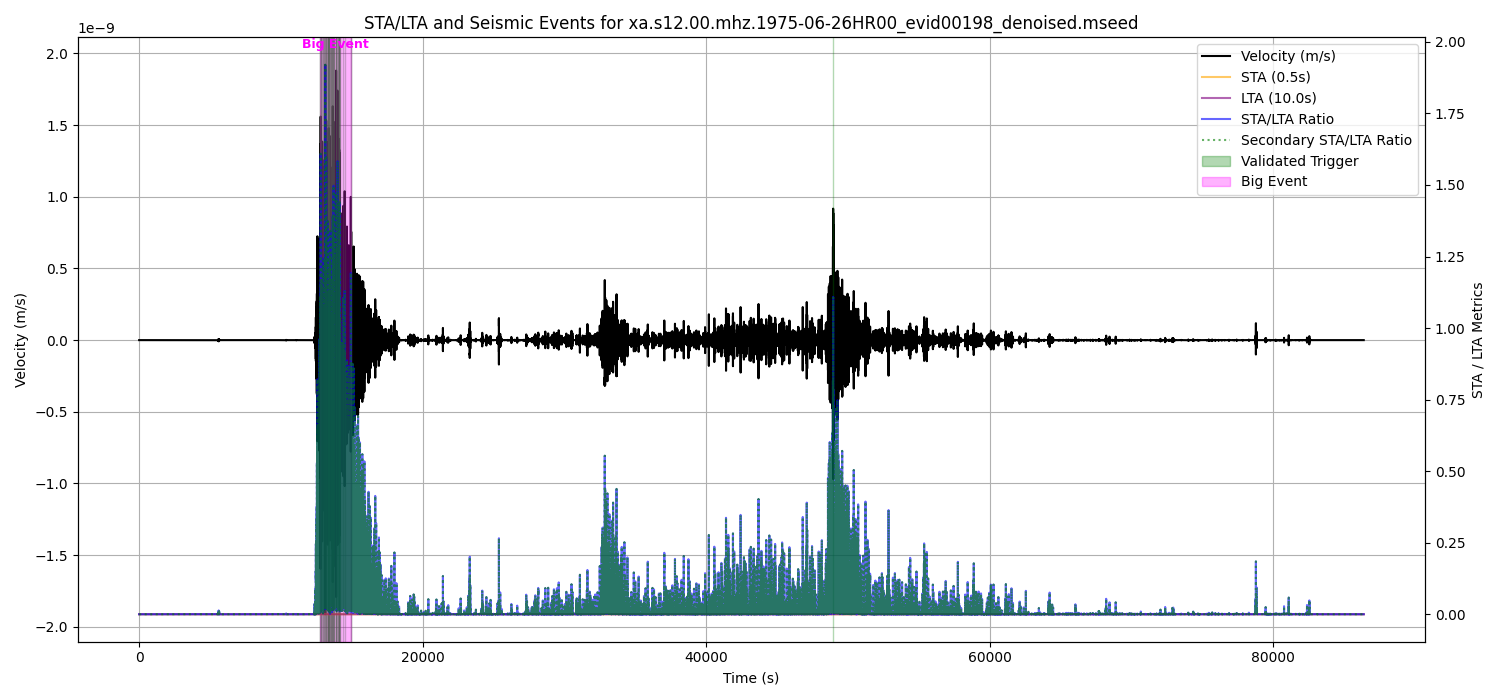 STA/LTA and Seismic Events for xa.s12.00.mhz.1975-06-26HR00_evid00198_denoised.mseed
1e−9
Big Event
2.0
1.5
1.0
0.5
0.0
−0.5
−1.0
−1.5
−2.0
Velocity (m/s)
0
20000
40000
60000
80000
Time (s)
2.00
1.75
1.50
1.25
1.00
0.75
0.50
0.25
0.00
STA / LTA Metrics
Velocity (m/s)
STA (0.5s)
LTA (10.0s)
STA/LTA Ratio
Secondary STA/LTA Ratio
Validated Trigger
Big Event